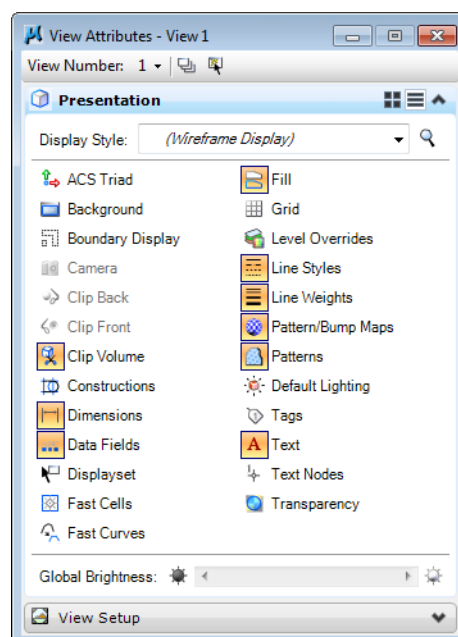 View Attributes - View 1
View Number: 1
Presentation
Display Style: (Wireframe Display)
ACS Triad
Background
Boundary Display
Camera
Clip Back
Clip Front
Clip Volume
Constructions
Dimensions
Data Fields
Displayset
Fast Cells
Fast Curves
Fill
Grid
Level Overrides
Line Styles
Line Weights
Pattern/Bump Maps
Patterns
Default Lighting
Tags
A Text
Text Nodes
Transparency
Global Brightness:
View Setup